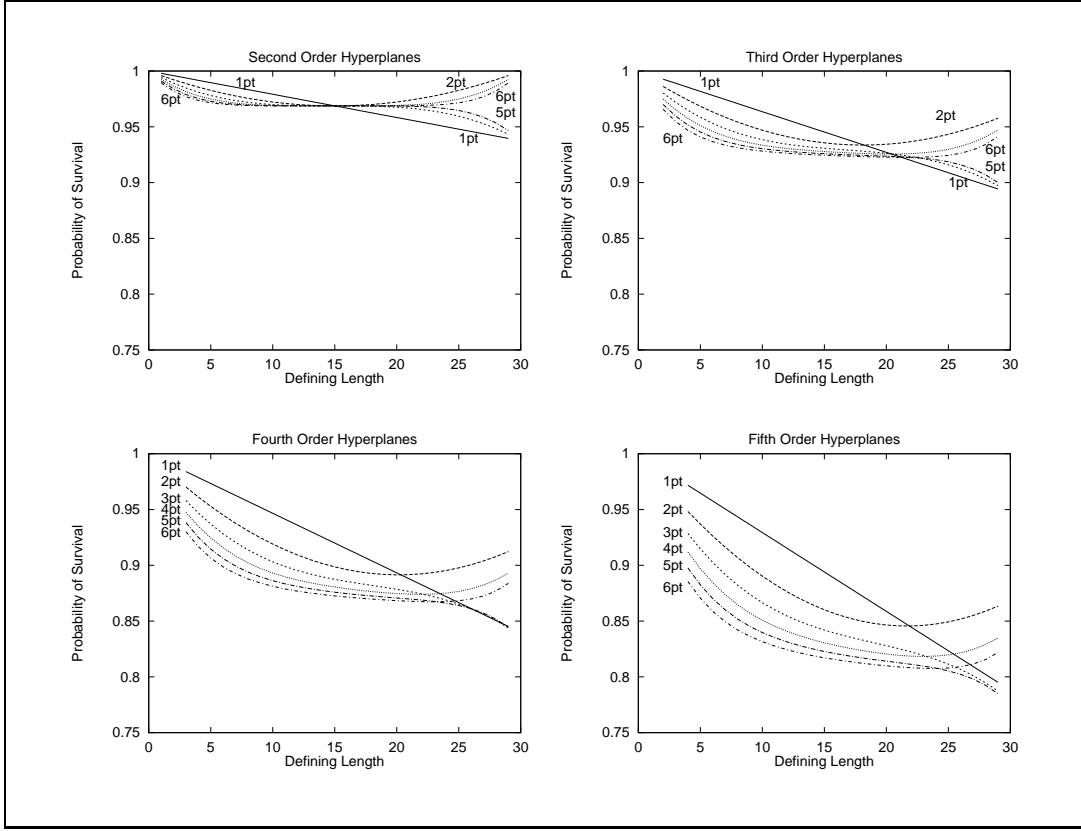 Second Order Hyperplanes
Probability of Survival
1
0.95
0.9
0.85
0.8
0.75
1pt
2pt
6pt
6pt
5pt
1pt
0 5 10 15 20 25 30
Defining Length
Third Order Hyperplanes
Probability of Survival
1
0.95
0.9
0.85
0.8
0.75
1pt
2pt
6pt
6pt
5pt
1pt
0 5 10 15 20 25 30
Defining Length
Fourth Order Hyperplanes
Probability of Survival
1
0.95
0.9
0.85
0.8
0.75
1pt
2pt
3pt
4pt
5pt
6pt
0 5 10 15 20 25 30
Defining Length
Fifth Order Hyperplanes
Probability of Survival
1
0.95
0.9
0.85
0.8
0.75
1pt
2pt
3pt
4pt
5pt
6pt
0 5 10 15 20 25 30
Defining Length